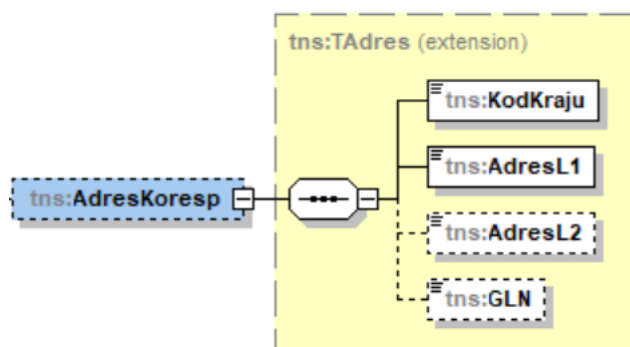 tns:TAdres (extension)
tns:KodKraju
tns:AdresL1
tns:AdresKoresp
tns:AdresL2
tns:GLN